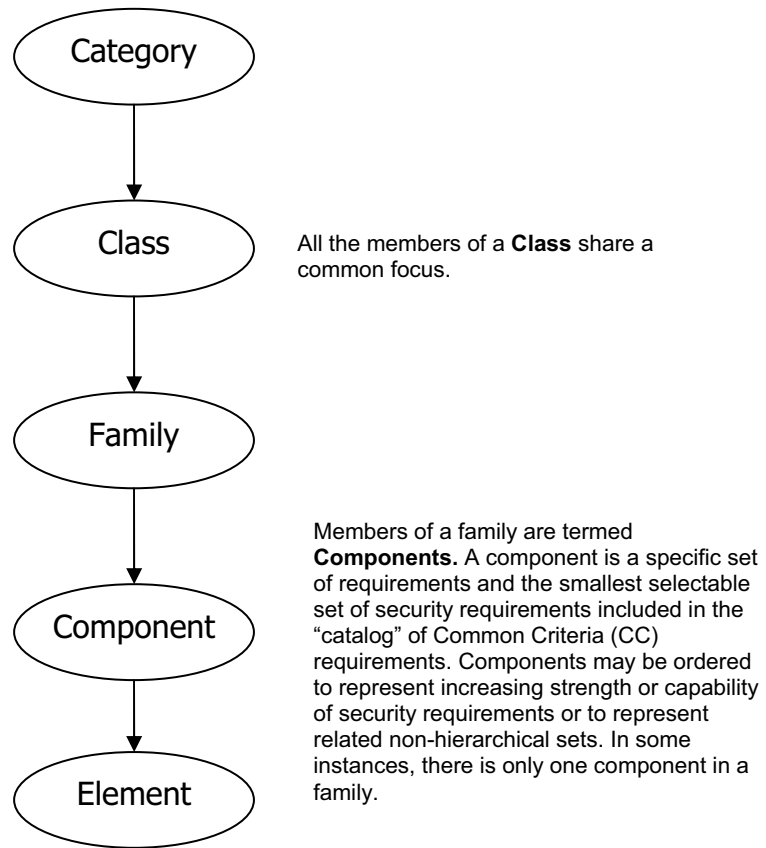 Category
Class
All the members of a Class share a
common focus.
Family
Members of a family are termed
Components. A component is a specific set
of requirements and the smallest selectable
set of security requirements included in the
“catalog” of Common Criteria (CC)
requirements. Components may be ordered
to represent increasing strength or capability
of security requirements or to represent
related non-hierarchical sets. In some
instances, there is only one component in a
family.
Component
Element